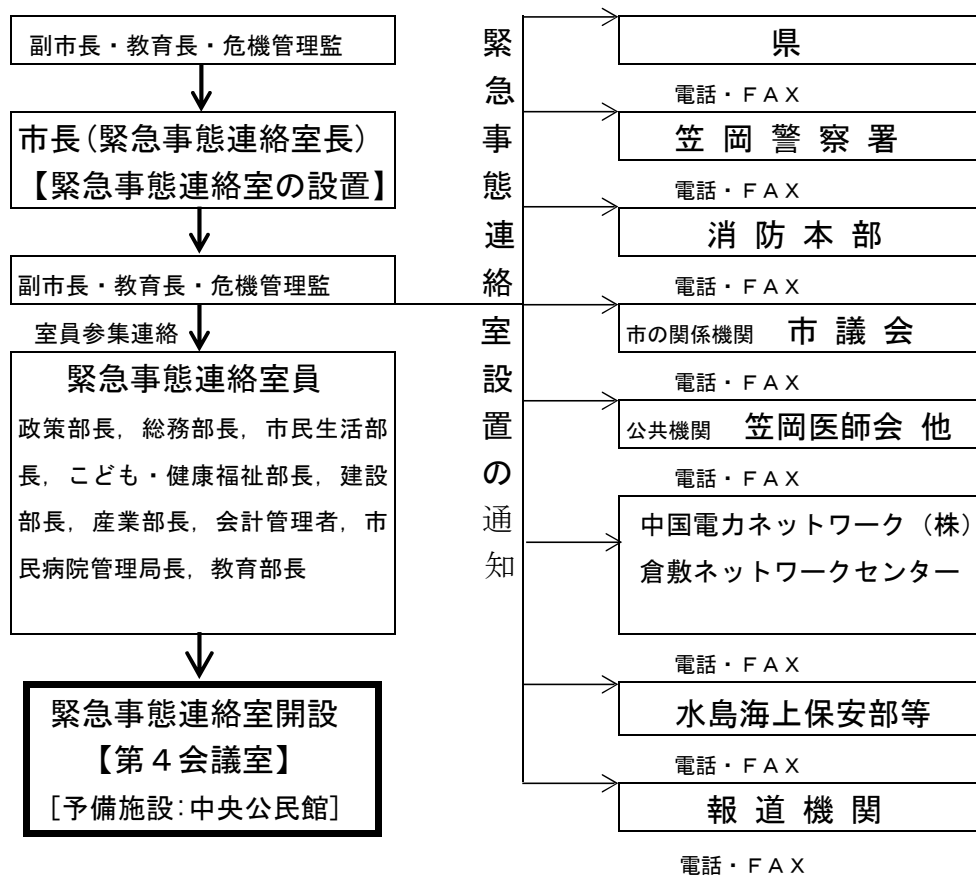 副市長・教育長・危機管理監
市長(緊急事態連絡室長)
【緊急事態連絡室の設置】
副市長・教育長・危機管理監
室員参集連絡
緊急事態連絡室員
政策部長，総務部長，市民生活部
長，こども・健康福祉部長，建設
部長，産業部長，会計管理者，市
民病院管理局長，教育部長
緊急事態連絡室開設
【第４会議室】
［予備施設：中央公民館］
緊急事態連絡室設置の通知
県
電話・ＦＡＸ
笠 岡 警 察 署
電話・ＦＡＸ
消 防 本 部
電話・ＦＡＸ
市の関係機関 市 議 会
電話・ＦＡＸ
公共機関 笠岡医師会 他
電話・ＦＡＸ
中国電力ネットワーク（株）
倉敷ネットワークセンター
電話・ＦＡＸ
水島海上保安部等
電話・ＦＡＸ
報 道 機 関
電話・ＦＡＸ